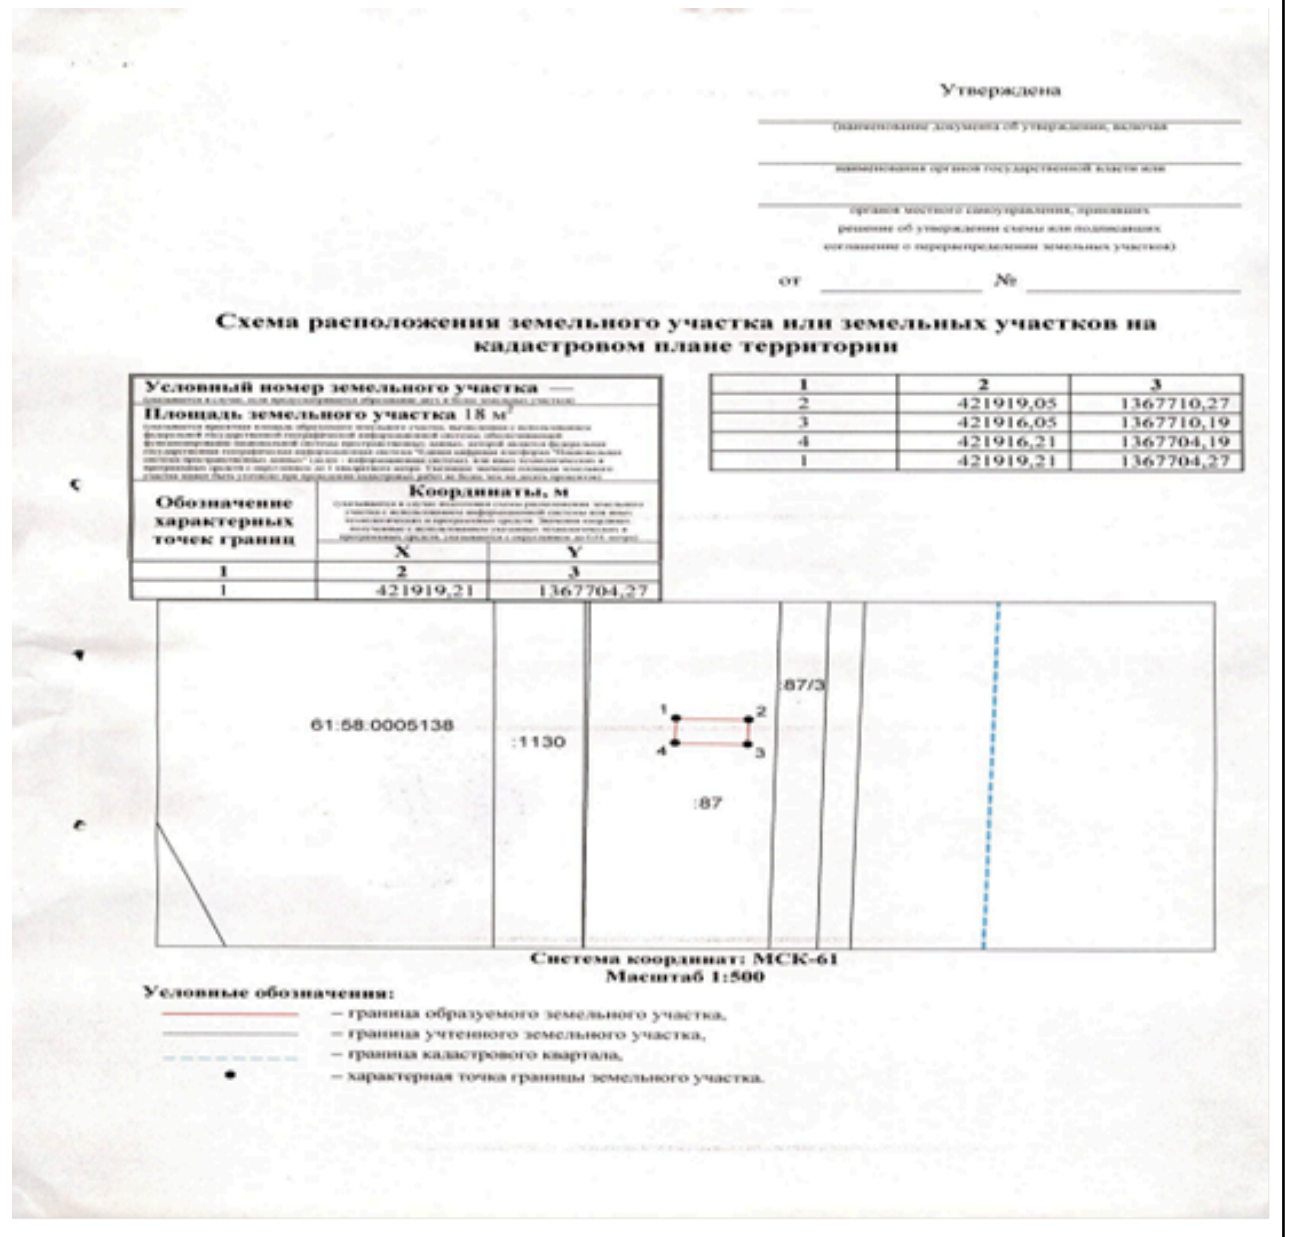 Утверждена
(наименование документа об утверждении, включая
наименования органов государственной власти или
органов местного самоуправления, принявших
решение об утверждении схемы или подписавших
соглашение о перераспределении земельных участков)
от № 
Схема расположения земельного участка или земельных участков на
кадастровом плане территории
Условный номер земельного участка —
Площадь земельного участка 18 м²
Обозначение
характерных
точек границ
Координаты, м
X Y
1 2 3
1 421919,21 1367704,27
1 2 3
2 421919,05 1367710,27
3 421916,05 1367710,19
4 421916,21 1367704,19
1 421919,21 1367704,27
:87/3
1 2
61:58:0005138
:1130
4 3
:87
Система координат: МСК-61
Масштаб 1:500
Условные обозначения:
– граница образуемого земельного участка,
– граница учтенного земельного участка,
– граница кадастрового квартала,
– характерная точка границы земельного участка.